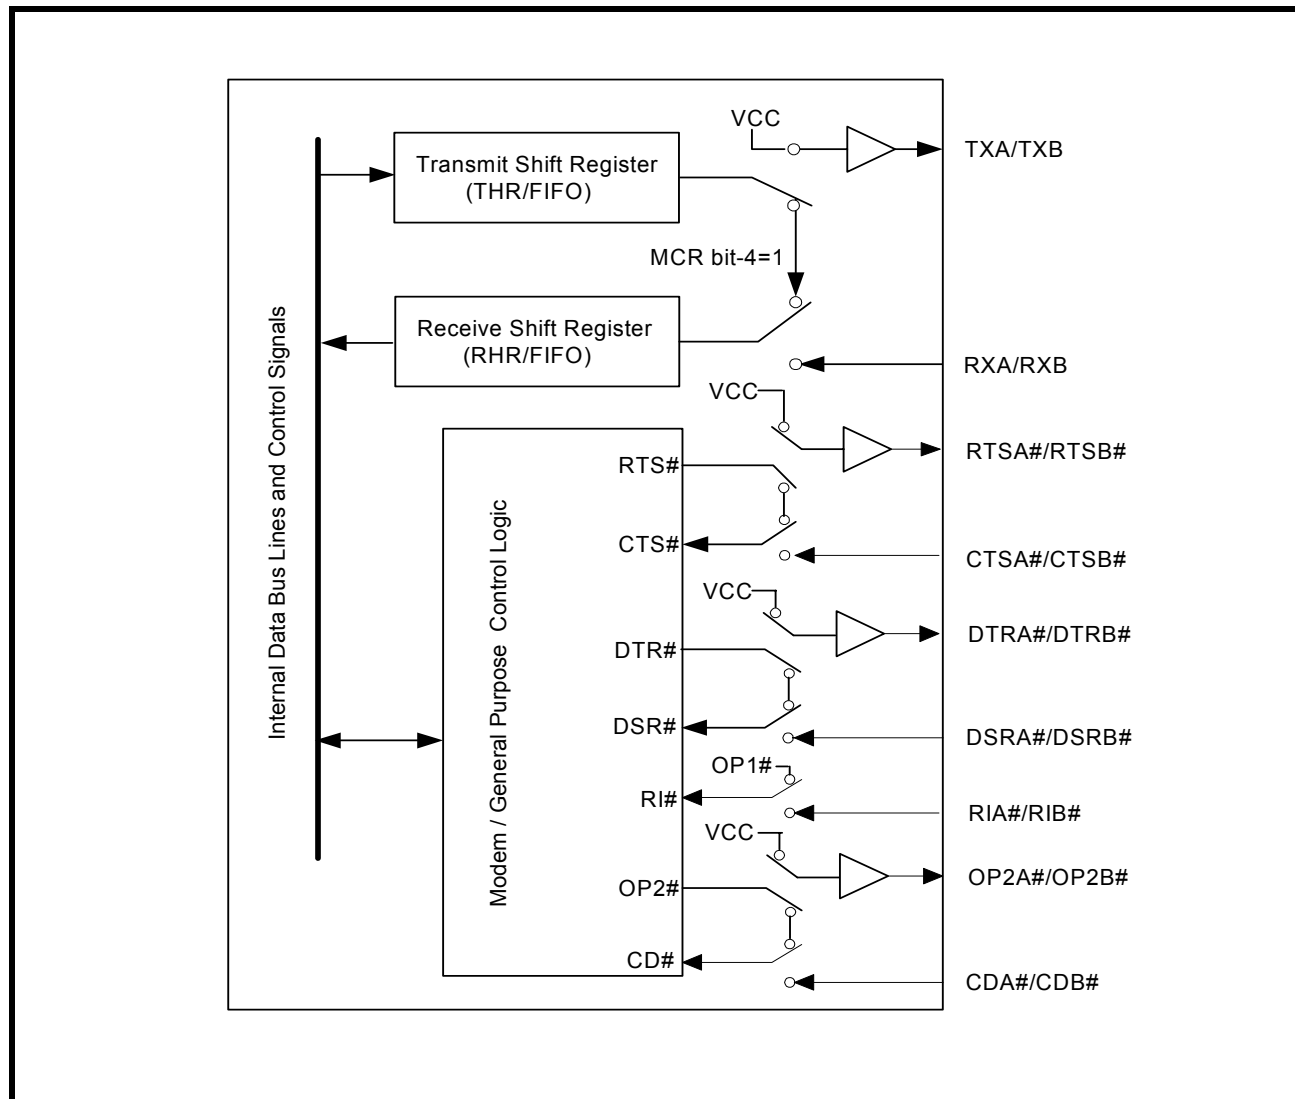 VCC
TXA/TXB
Transmit Shift Register
(THR/FIFO)
MCR bit-4=1
Receive Shift Register
(RHR/FIFO)
RXA/RXB
Internal Data Bus Lines and Control Signals
VCC
RTSA#/RTSB#
RTS#
Modem / General Purpose Control Logic
CTS#
CTSA#/CTSB#
VCC
DTRA#/DTRB#
DTR#
DSR#
DSRA#/DSRB#
OP1#
RI#
RIA#/RIB#
VCC
OP2A#/OP2B#
OP2#
CD#
CDA#/CDB#